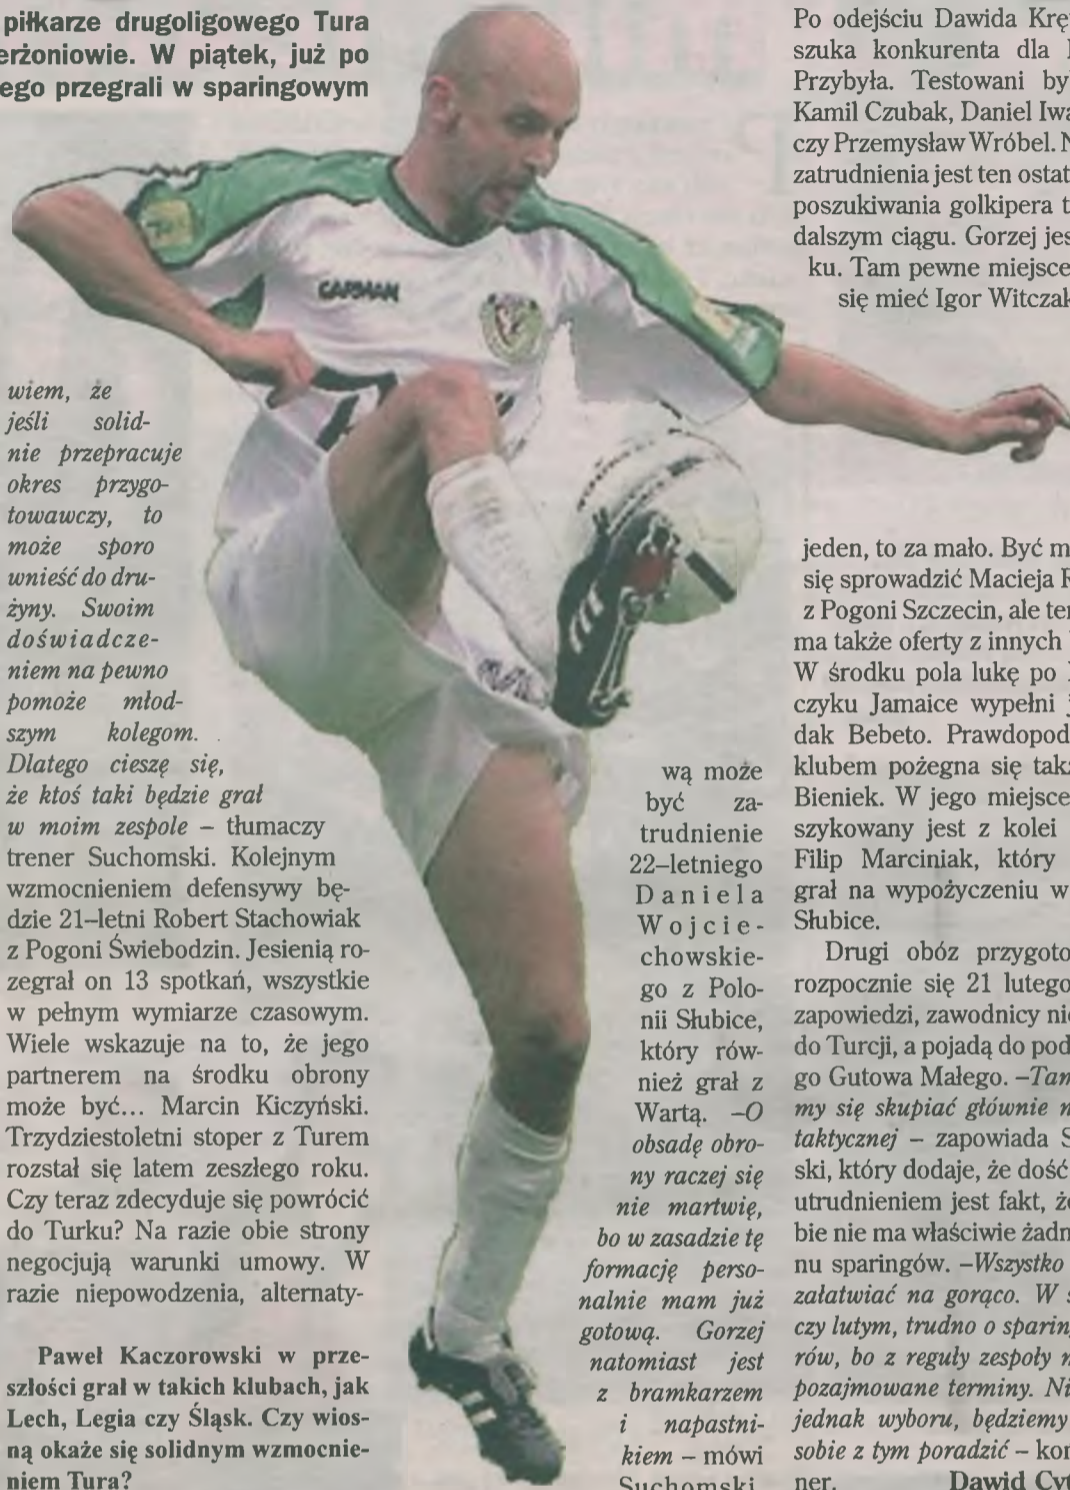 piłkarze drugoligowego Tura
erżoniowie. W piątek, już po
ego przegrali w sparingowym
wiem, że
jeśli solid-
nie przepracuje
okres przygo-
towawczy, to
może sporo
wnieść do dru-
żyny. Swoim
doświadcze-
niem na pewno
pomoże młod-
szym kolegom.
Dlatego cieszę się,
że ktoś taki będzie grał
w moim zespole – tłumaczy
trener Suchomski. Kolejnym
wzmocnieniem defensywy bę-
dzie 21–letni Robert Stachowiak
z Pogoni Świebodzin. Jesienią ro-
zegrał on 13 spotkań, wszystkie
w pełnym wymiarze czasowym.
Wiele wskazuje na to, że jego
partnerem na środku obrony
może być... Marcin Kiczyński.
Trzydziestoletni stoper z Turem
rozstał się latem zeszłego roku.
Czy teraz zdecyduje się powrócić
do Turku? Na razie obie strony
negocjują warunki umowy. W
razie niepowodzenia, alternaty-
Paweł Kaczorowski w prze-
szłości grał w takich klubach, jak
Lech, Legia czy Śląsk. Czy wios-
ną okaże się solidnym wzmocnie-
niem Tura?
CAPMAN
wą może
być za-
trudnienie
22–letniego
Daniela
Wojcie-
chowskie-
go z Polo-
nii Słubice,
który rów-
nież grał z
Wartą. –O
obsadę obro-
ny raczej się
nie martwię,
bo w zasadzie tę
formację perso-
nalnie mam już
gotową. Gorzej
natomiast jest
z bramkarzem
i napastni-
kiem – mówi
Suchomski.
Po odejściu Dawida Krę
szuka konkurenta dla
Przybyła. Testowani by
Kamil Czubak, Daniel Iwa
czy Przemysław Wróbel. N
zatrudnienia jest ten ostat
poszukiwania golkipera t
dalszym ciągu. Gorzej jes
ku. Tam pewne miejsce
się mieć Igor Witczak
jeden, to za mało. Być m
się sprowadzić Macieja R
z Pogoni Szczecin, ale ten
ma także oferty z innych
W środku pola lukę po
czyku Jamaice wypełni j
dak Bebeto. Prawdopod
klubem pożegna się takż
Bieniek. W jego miejsce
szykowany jest z kolei
Filip Marciniak, który
grał na wypożyczeniu w
Słubice.
Drugi obóz przygoto
rozpocznie się 21 lutego
zapowiedzi, zawodnicy nie
do Turcji, a pojadą do pod
go Gutowa Małego. –Tam
my się skupiać głównie n
taktycznej – zapowiada S
ski, który dodaje, że dość
utrudnieniem jest fakt, że
bie nie ma właściwie żadn
nu sparingów. –Wszystko
załatwiać na gorąco. W s
czy lutym, trudno o sparin
rów, bo z reguły zespoły m
pozajmowane terminy. Ni
jednak wyboru, będziemy
sobie z tym poradzić – kon
ner.
Dawid Cyt